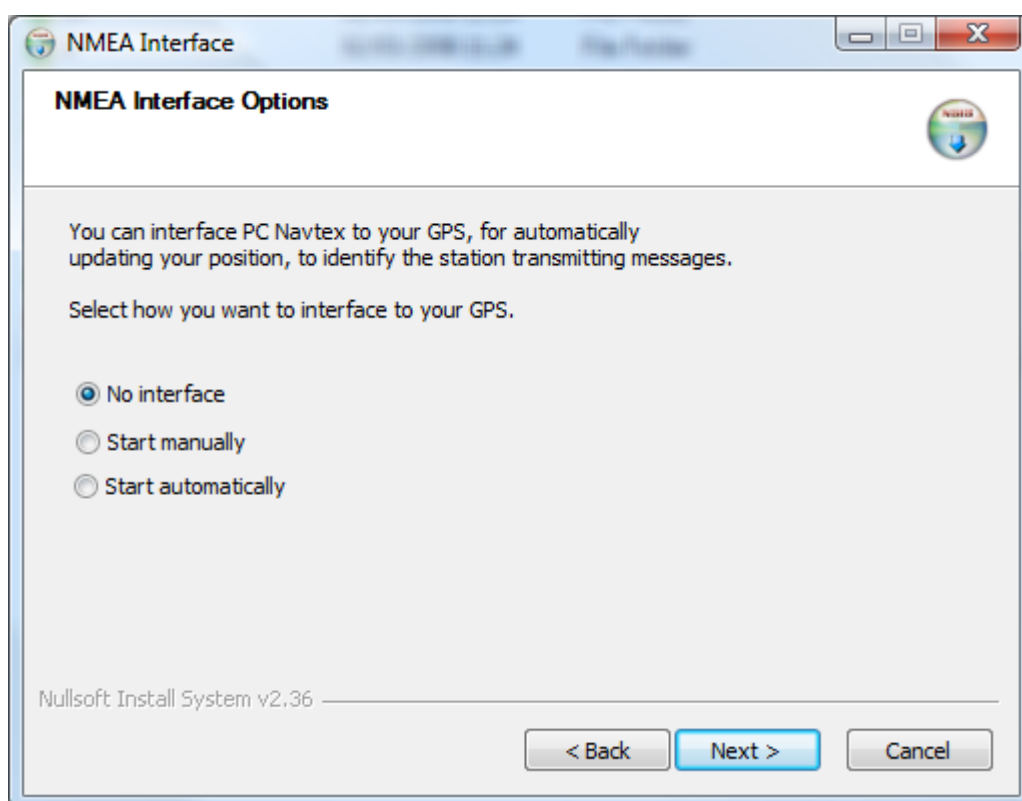 NMEA Interface
NMEA Interface Options
You can interface PC Navtex to your GPS, for automatically
updating your position, to identify the station transmitting messages.
Select how you want to interface to your GPS.
No interface
Start manually
Start automatically
Nullsoft Install System v2.36
< Back
Next >
Cancel